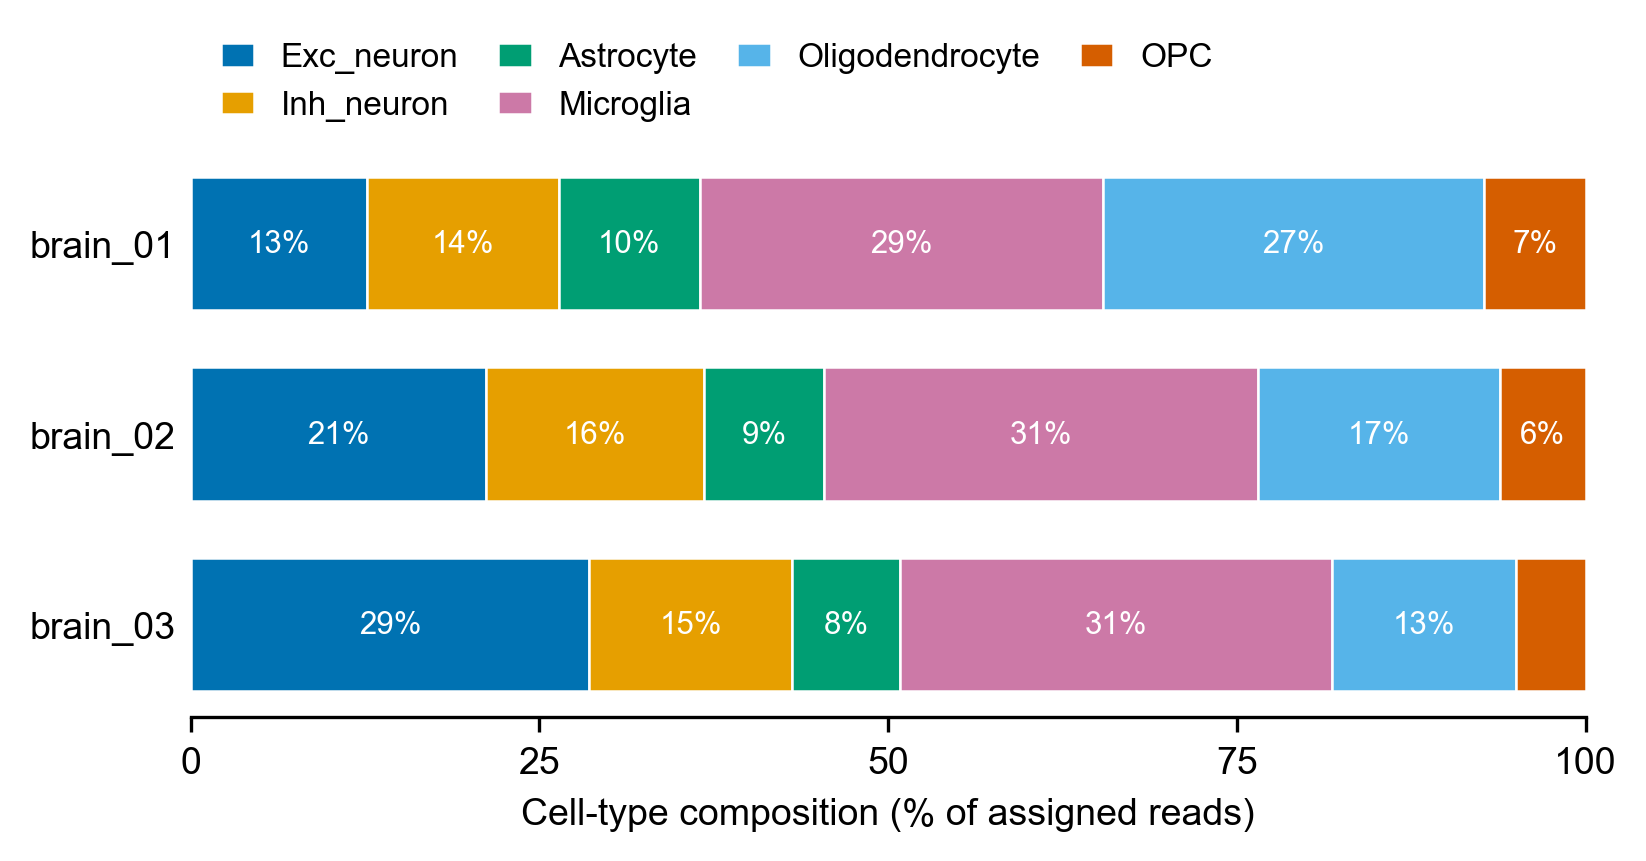 Exc_neuron Astrocyte Oligodendrocyte OPC
Inh_neuron Microglia
brain_01 13% 14% 10% 29% 27% 7%
brain_02 21% 16% 9% 31% 17% 6%
brain_03 29% 15% 8% 31% 13%
0 25 50 75 100
Cell-type composition (% of assigned reads)